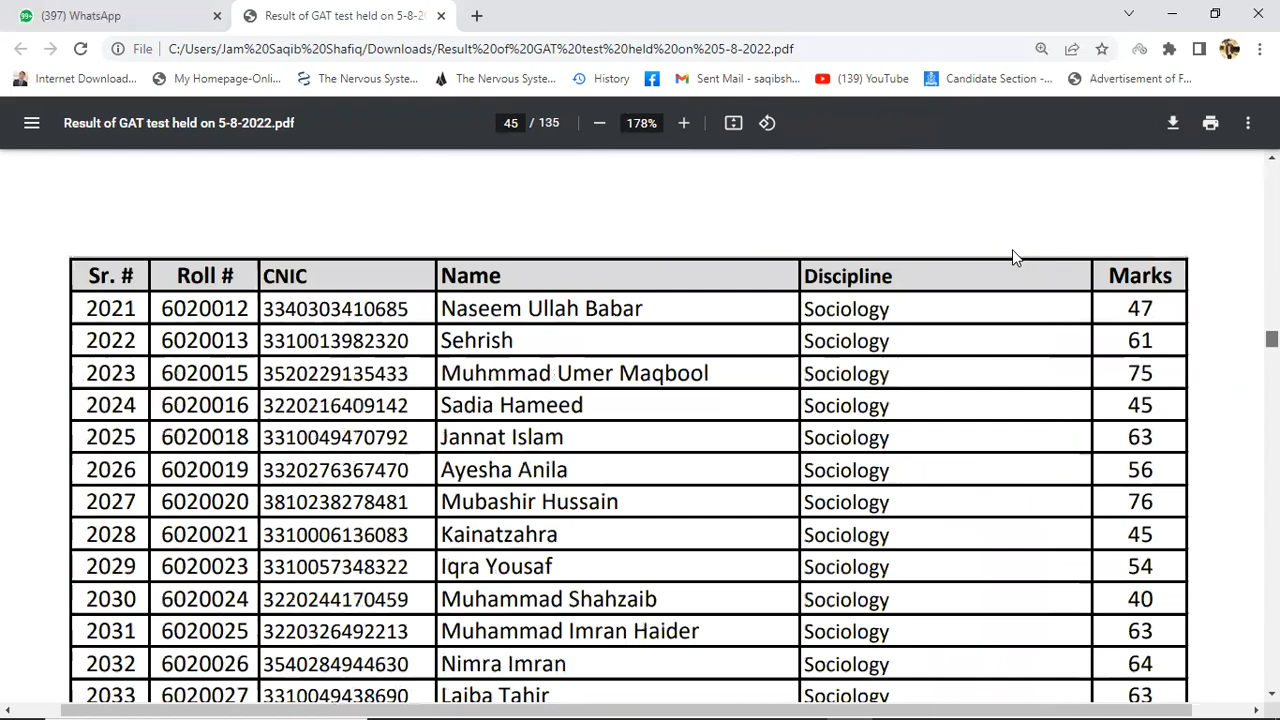 99+ (397) WhatsApp
Result of GAT test held on 5-8-2
File C:/Users/Jam%20Saqib%20Shafiq/Downloads/Result%20of%20GAT%20test%20held%20on%205-8-2022.pdf
Internet Download... My Homepage-Onli... The Nervous Syste... The Nervous Syste... History Sent Mail - saqibsh... (139) YouTube Candidate Section -... Advertisement of F...
Result of GAT test held on 5-8-2022.pdf 45 / 135 178%
Sr. # Roll # CNIC Name Discipline Marks
2021 6020012 3340303410685 Naseem Ullah Babar Sociology 47
2022 6020013 3310013982320 Sehrish Sociology 61
2023 6020015 3520229135433 Muhmmad Umer Maqbool Sociology 75
2024 6020016 3220216409142 Sadia Hameed Sociology 45
2025 6020018 3310049470792 Jannat Islam Sociology 63
2026 6020019 3320276367470 Ayesha Anila Sociology 56
2027 6020020 3810238278481 Mubashir Hussain Sociology 76
2028 6020021 3310006136083 Kainatzahra Sociology 45
2029 6020023 3310057348322 Iqra Yousaf Sociology 54
2030 6020024 3220244170459 Muhammad Shahzaib Sociology 40
2031 6020025 3220326492213 Muhammad Imran Haider Sociology 63
2032 6020026 3540284944630 Nimra Imran Sociology 64
2033 6020027 3310049438690 Laiba Tahir Sociology 63